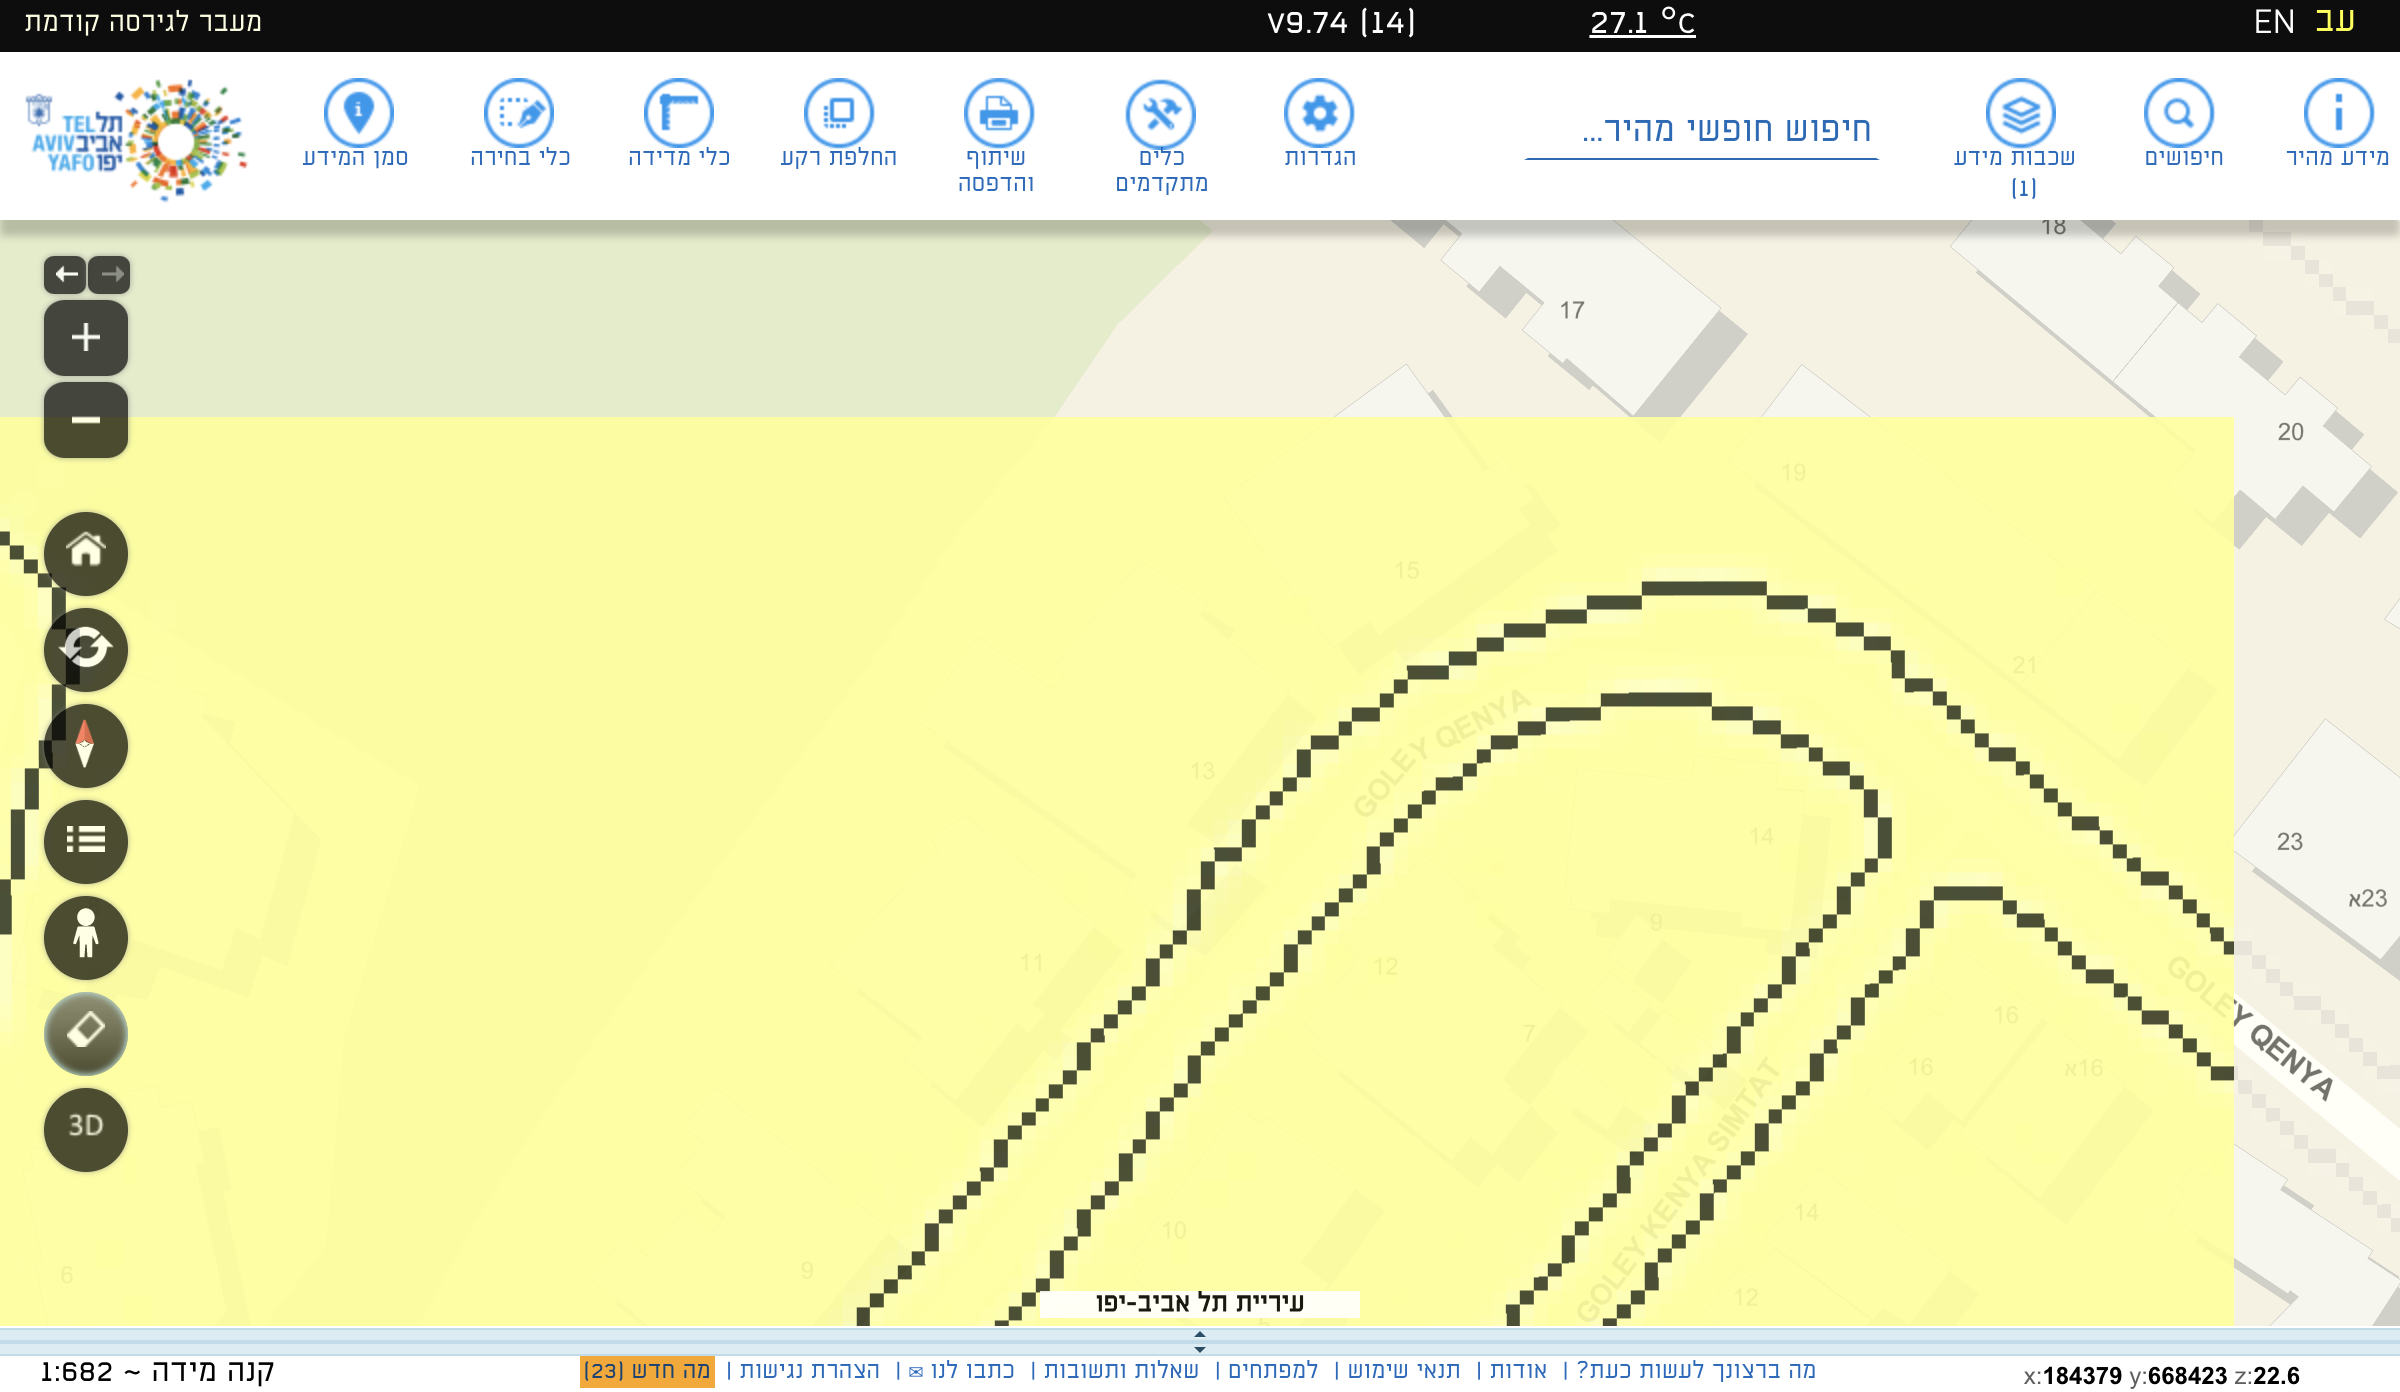 מעבר לגירסה קודמת
V9.74 (14)
27.1 °C
EN עב
תל אביב יפו
TEL AVIV YAFO
סמן המידע
כלי בחירה
כלי מדידה
החלפת רקע
שיתוף והדפסה
כלים מתקדמים
הגדרות
חיפוש חופשי מהיר...
שכבות מידע (1)
חיפושים
מידע מהיר
18
17
20
19
15
21
GOLEY QENYA
13
14
23
23א
9
12
11
GOLEY QENYA
7
16
16
16א
GOLEY KENYA SIMTAT
3D
14
10
9
6
12
עיריית תל אביב-יפו
קנה מידה ~ 1:682
מה ברצונך לעשות כעת? | אודות | תנאי שימוש | למפתחים | שאלות ותשובות | כתבו לנו ✉ | הצהרת נגישות | מה חדש (23)
x:184379 y:668423 z:22.6